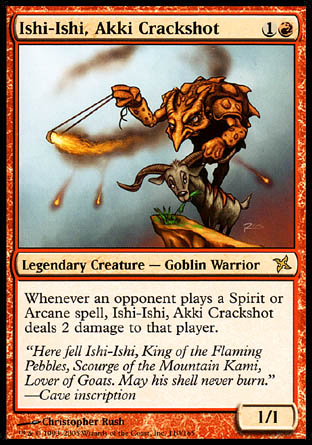 Ishi-Ishi, Akki Crackshot 1
Legendary Creature — Goblin Warrior
Whenever an opponent plays a Spirit or
Arcane spell, Ishi-Ishi, Akki Crackshot
deals 2 damage to that player.
“Here fell Ishi-Ishi, King of the Flaming
Pebbles, Scourge of the Mountain Kami,
Lover of Goats. May his shell never burn.”
—Cave inscription
Christopher Rush
1/1